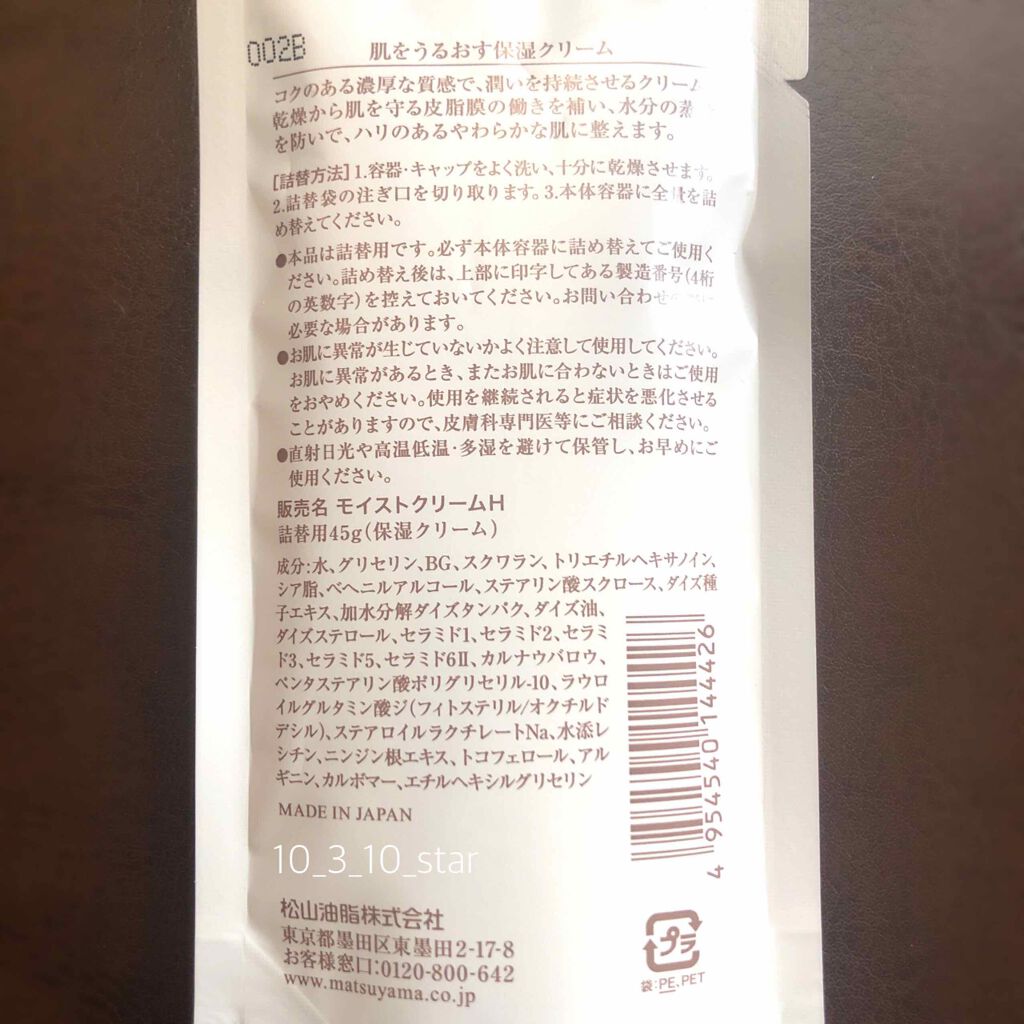 002B
肌をうるおす保湿クリーム
コクのある濃厚な質感で、潤いを持続させるクリーム
乾燥から肌を守る皮脂膜の働きを補い、水分の蒸
を防いで、ハリのあるやわらかな肌に整えます。
[詰替方法]1.容器・キャップをよく洗い、十分に乾燥させます。
2.詰替袋の注ぎ口を切り取ります。3.本体容器に全量を詰
め替えてください。
●本品は詰替用です。必ず本体容器に詰め替えてご使用く
ださい。詰め替え後は、上部に印字してある製造番号(4桁
の英数字)を控えておいてください。お問い合わせ
必要な場合があります。
●お肌に異常が生じていないかよく注意して使用してください。
お肌に異常があるとき、またお肌に合わないときはご使用
をおやめください。使用を継続されると症状を悪化させる
ことがありますので、皮膚科専門医等にご相談ください。
●直射日光や高温低温・多湿を避けて保管し、お早めにご
使用ください。
販売名 モイストクリームH
詰替用45g(保湿クリーム)
成分:水、グリセリン、BG、スクワラン、トリエチルヘキサノイン、
シア脂、ベヘニルアルコール、ステアリン酸スクロース、ダイズ種
子エキス、加水分解ダイズタンパク、ダイズ油、
ダイズステロール、セラミド1、セラミド2、セラミ
ド3、セラミド5、セラミド6Ⅱ、カルナウバロウ、
ペンタステアリン酸ポリグリセリル-10、ラウロ
イルグルタミン酸ジ(フィトステリル/オクチルド
デシル)、ステアロイルラクチレートNa、水添レ
シチン、ニンジン根エキス、トコフェロール、アル
ギニン、カルボマー、エチルヘキシルグリセリン
MADE IN JAPAN
4 954540 144426
10_3_10_star
松山油脂株式会社
東京都墨田区東墨田2-17-8
お客様窓口:0120-800-642
www.matsuyama.co.jp
プラ
袋:PE、PET